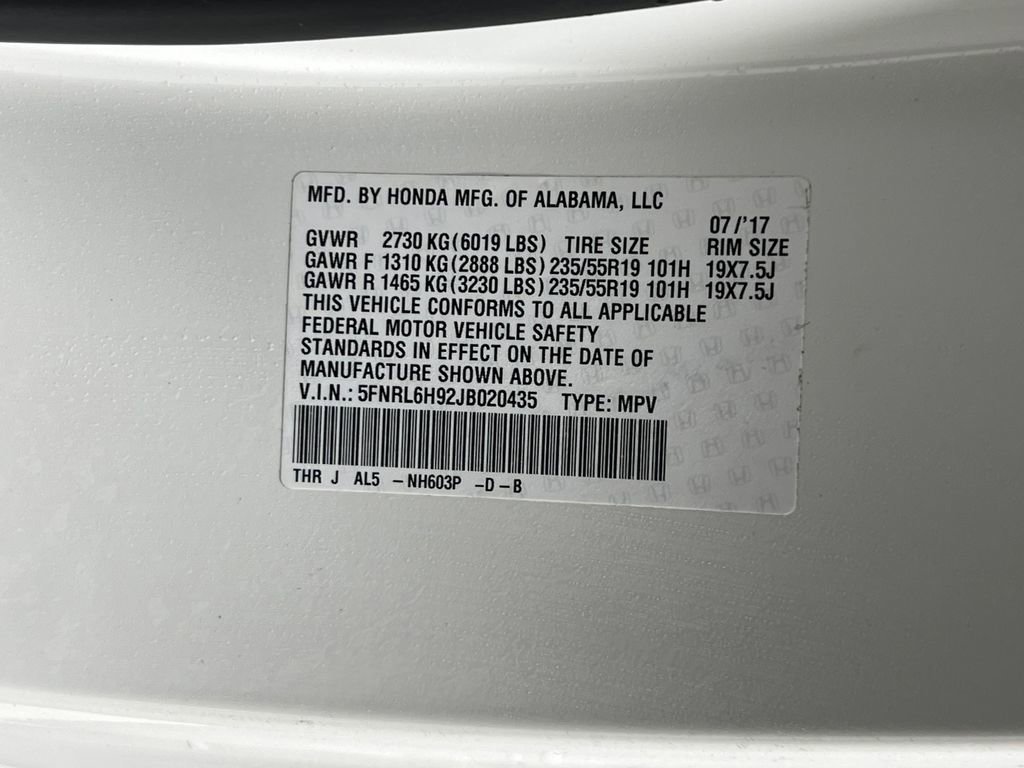 MFD. BY HONDA MFG. OF ALABAMA, LLC
07/'17
GVWR 2730 KG(6019 LBS) TIRE SIZE RIM SIZE
GAWR F 1310 KG(2888 LBS) 235/55R19 101H 19X7.5J
GAWR R 1465 KG(3230 LBS) 235/55R19 101H 19X7.5J
THIS VEHICLE CONFORMS TO ALL APPLICABLE
FEDERAL MOTOR VEHICLE SAFETY
STANDARDS IN EFFECT ON THE DATE OF
MANUFACTURE SHOWN ABOVE.
V.I.N.: 5FNRL6H92JB020435 TYPE: MPV
THR J AL5 -NH603P -D-B